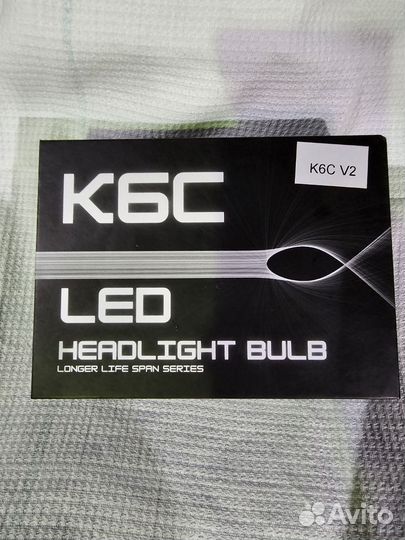 K6C
K6C V2
LED
HEADLIGHT BULB
LONGER LIFE SPAN SERIES
Avito